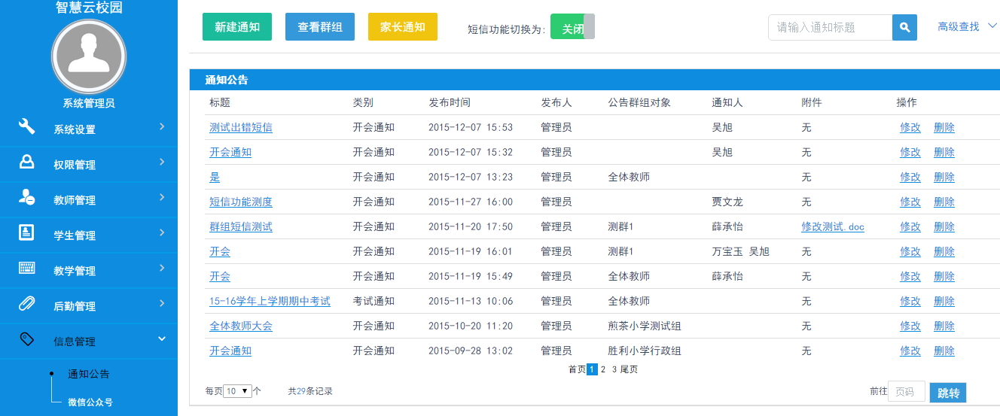 智慧云校园
系统管理员
系统设置
权限管理
教师管理
学生管理
教学管理
后勤管理
信息管理
通知公告
微信公众号
新建通知 查看群组 家长通知 短信功能切换为: 关闭 请输入通知标题 高级查找
通知公告
标题 类别 发布时间 发布人 公告群组对象 通知人 附件 操作
测试出错短信 开会通知 2015-12-07 15:53 管理员 吴旭 无 修改 删除
开会通知 开会通知 2015-12-07 15:32 管理员 吴旭 无 修改 删除
是 开会通知 2015-12-07 13:23 管理员 全体教师 无 修改 删除
短信功能测度 开会通知 2015-11-27 16:00 管理员 贾文龙 无 修改 删除
群组短信测试 开会通知 2015-11-20 17:50 管理员 测群1 薛承怡 修改测试.doc 修改 删除
开会 开会通知 2015-11-19 16:01 管理员 测群1 万宝玉 吴旭 无 修改 删除
开会 开会通知 2015-11-19 15:49 管理员 全体教师 薛承怡 无 修改 删除
15-16学年上学期期中考试 考试通知 2015-11-13 10:06 管理员 全体教师 无 修改 删除
全体教师大会 开会通知 2015-10-20 11:20 管理员 煎茶小学测试组 无 修改 删除
开会通知 开会通知 2015-09-28 13:02 管理员 胜利小学行政组 无 修改 删除
首页 1 2 3 尾页
每页 10 个 共29条记录 前往 页码 跳转